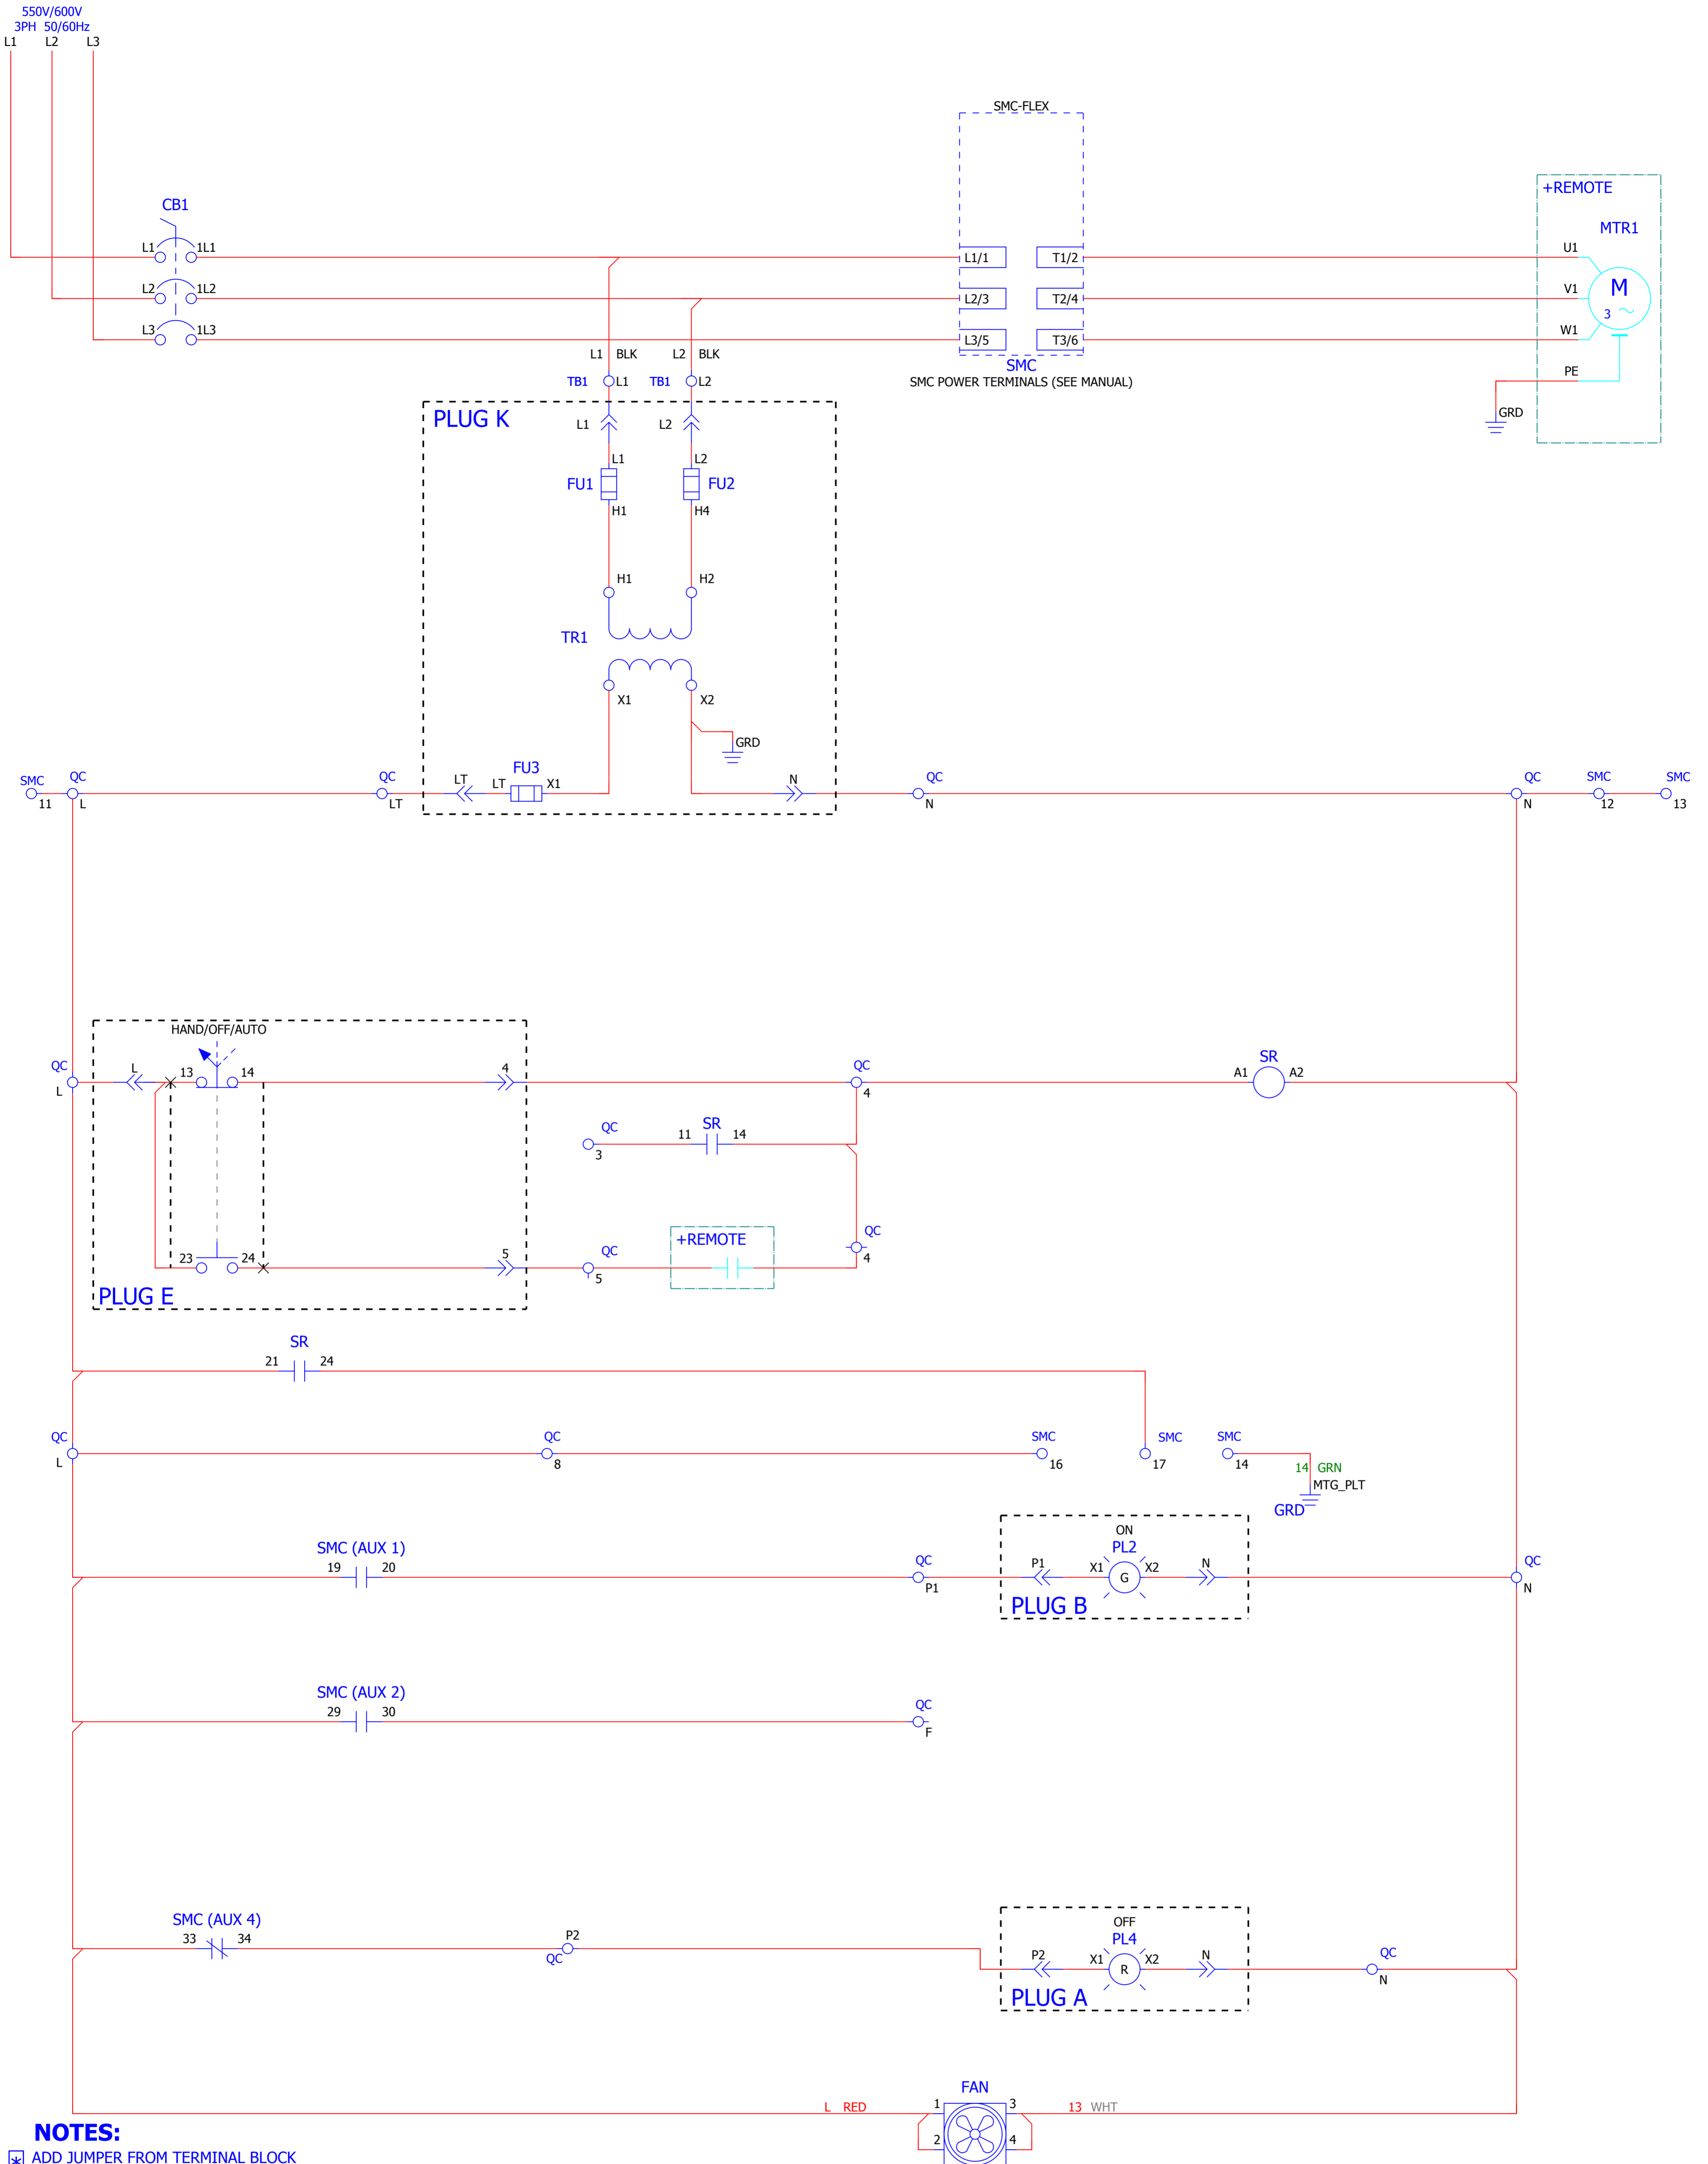 550V/600V
3PH 50/60Hz
L1 L2 L3
SMC-FLEX
+REMOTE
CB1
MTR1
L1 1L1 L1/1 T1/2 U1
L2 1L2 L2/3 T2/4 V1
M
3
L3 1L3 L3/5 T3/6 W1
L1 BLK L2 BLK
SMC
SMC POWER TERMINALS (SEE MANUAL)
TB1 L1 TB1 L2
PE
GRD
PLUG K
L1 L2
L1 L2
FU1 FU2
H1 H4
H1 H2
TR1
X1 X2
GRD
FU3
SMC QC QC LT LT X1 N QC QC SMC SMC
11 L LT N N 12 13
HAND/OFF/AUTO
QC L 13 14 4 QC SR
A1 A2
L 4
QC SR
11 14
3
+REMOTE
QC
4
23 24 5 QC
5
PLUG E
SR
21 24
QC QC SMC SMC SMC
L 8 16 17 14
14 GRN
MTG_PLT
GRD
ON
PL2
SMC (AUX 1)
19 20 QC P1 X1 G X2 N QC
P1 N
PLUG B
SMC (AUX 2)
29 30 QC
F
OFF
PL4
SMC (AUX 4)
33 34 P2
QC
P2 X1 R X2 N QC
N
PLUG A
FAN
L RED 1 3 13 WHT
2 4
NOTES:
* ADD JUMPER FROM TERMINAL BLOCK